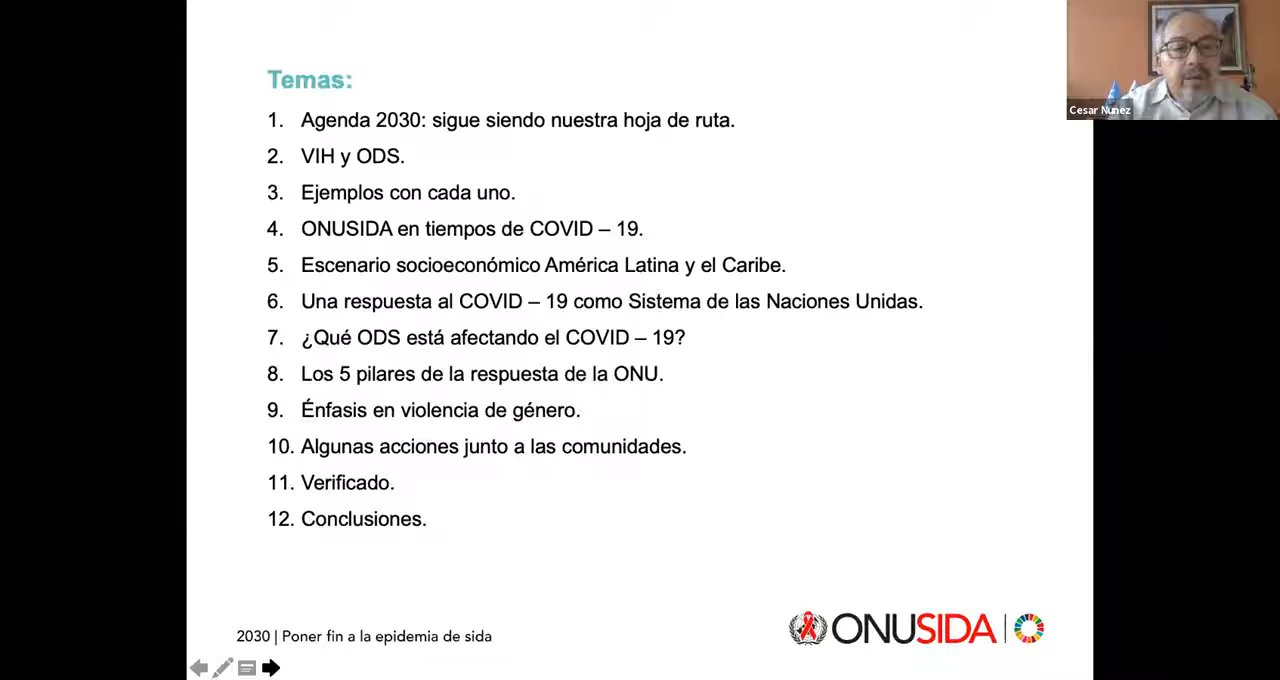 Temas:
1. Agenda 2030: sigue siendo nuestra hoja de ruta.
2. VIH y ODS.
3. Ejemplos con cada uno.
4. ONUSIDA en tiempos de COVID – 19.
5. Escenario socioeconómico América Latina y el Caribe.
6. Una respuesta al COVID – 19 como Sistema de las Naciones Unidas.
7. ¿Qué ODS está afectando el COVID – 19?
8. Los 5 pilares de la respuesta de la ONU.
9. Énfasis en violencia de género.
10. Algunas acciones junto a las comunidades.
11. Verificado.
12. Conclusiones.
Cesar Nunez
2030 | Poner fin a la epidemia de sida
ONUSIDA